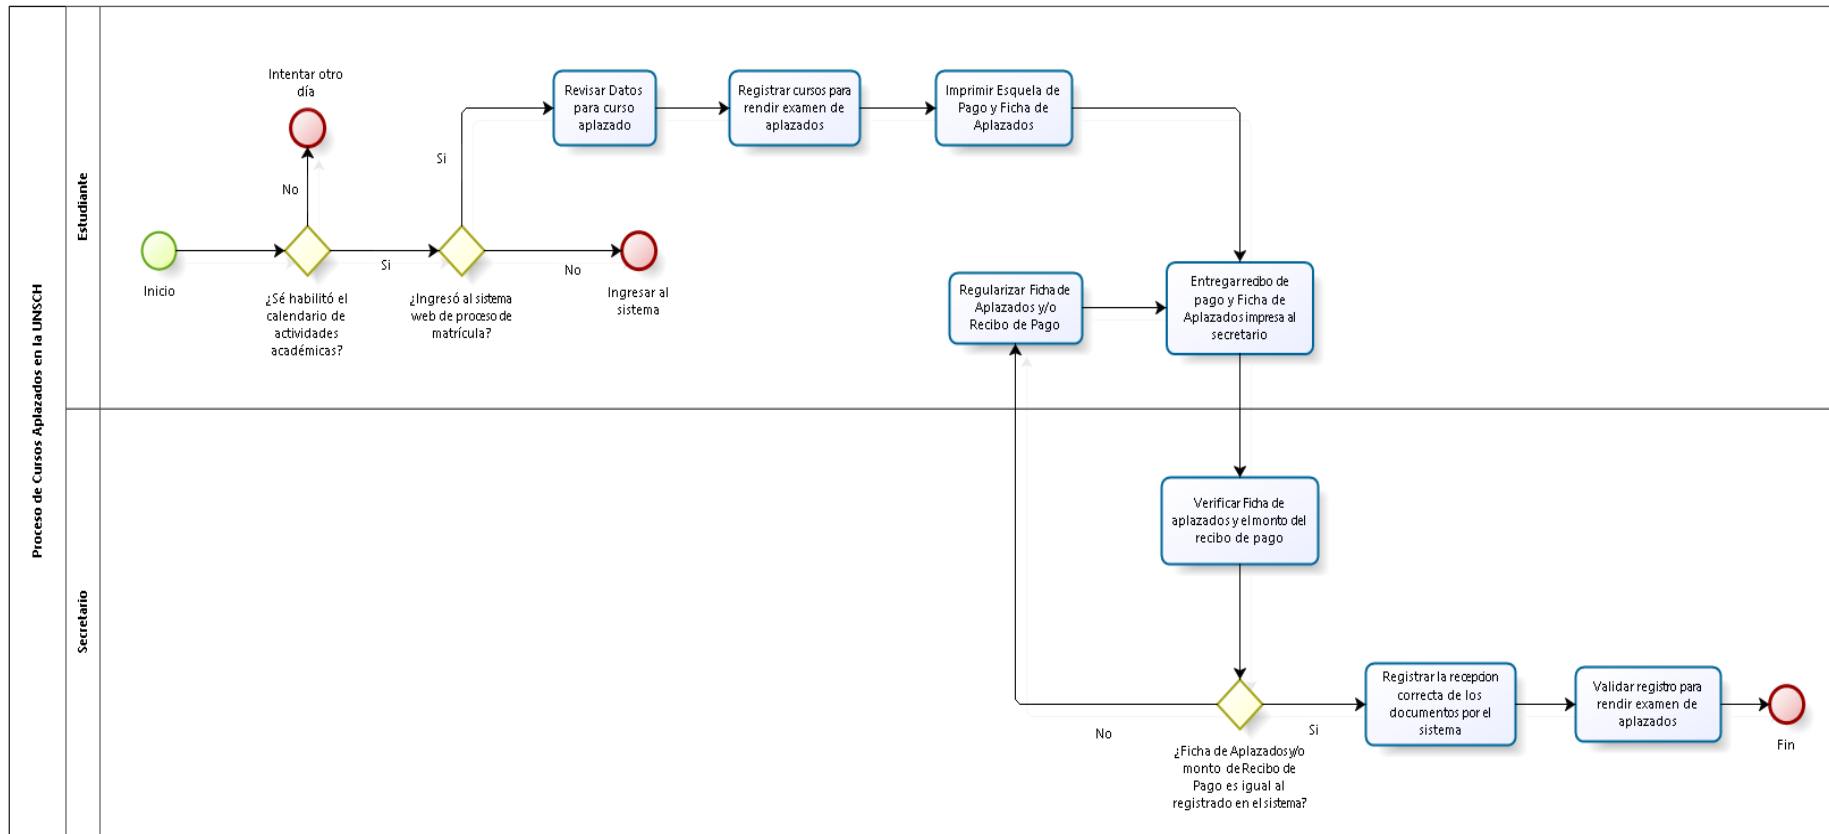 Proceso de Cursos Aplazados en la UNSCH
Estudiante
Intentar otro
día
No
Inicio
¿Sé habilitó el
calendario de
actividades
académicas?
Si
¿Ingresó al sistema
web de proceso de
matrícula?
Si
No
Ingresar al
sistema
Revisar Datos
para curso
aplazado
Registrar cursos para
rendir examen de
aplazados
Imprimir Esquela de
Pago y Ficha de
Aplazados
Regularizar Ficha de
Aplazados y/o
Recibo de Pago
Entregar recibo de
pago y Ficha de
Aplazados impresa al
secretario
Secretario
Verificar Ficha de
aplazados y el monto del
recibo de pago
No
Si
¿Ficha de Aplazados y/o
monto de Recibo de
Pago es igual al
registrado en el sistema?
Registrar la recepcion
correcta de los
documentos por el
sistema
Validar registro para
rendir examen de
aplazados
Fin